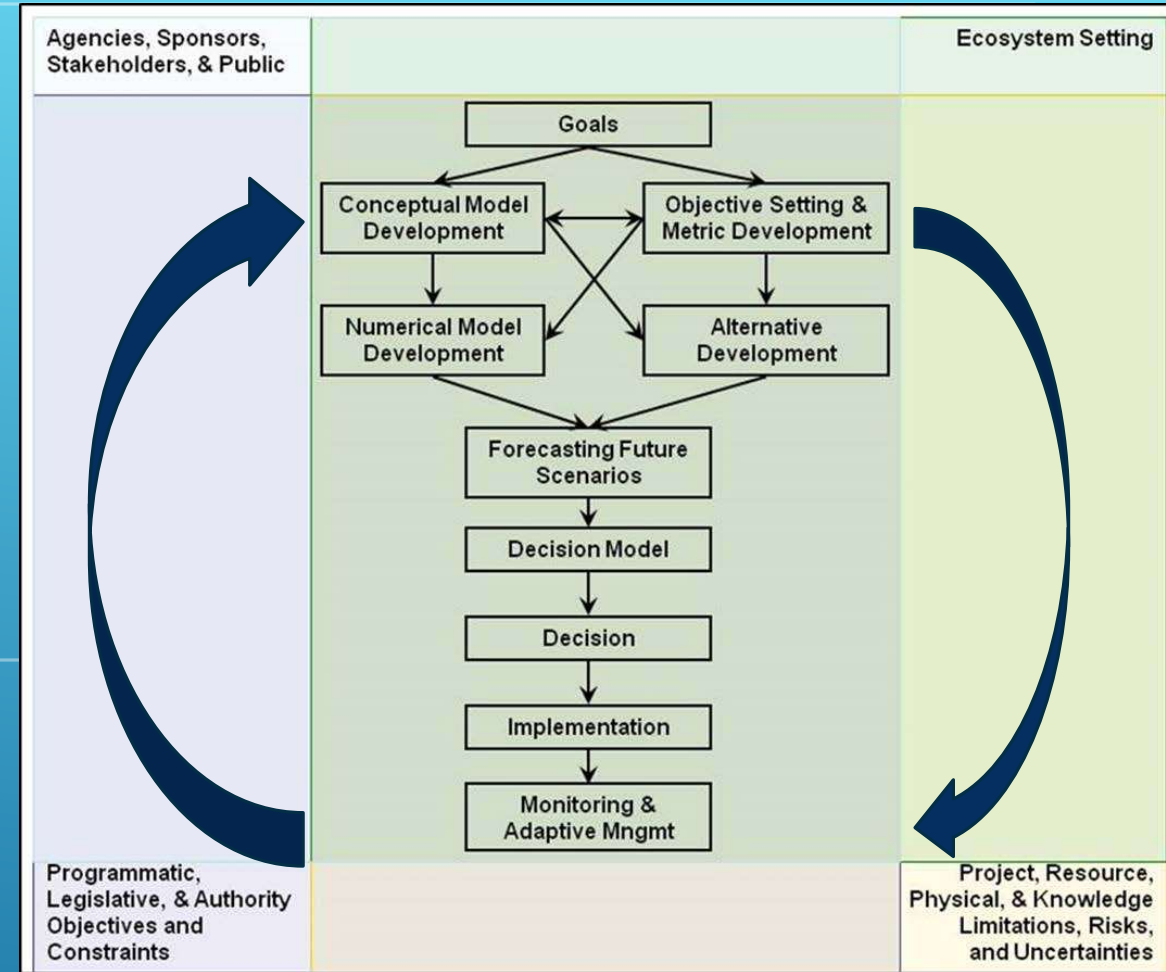 Agencies, Sponsors,
Stakeholders, & Public
Ecosystem Setting
Goals
Conceptual Model
Development
Objective Setting &
Metric Development
Numerical Model
Development
Alternative
Development
Forecasting Future
Scenarios
Decision Model
Decision
Implementation
Monitoring &
Adaptive Mngmt
Programmatic,
Legislative, & Authority
Objectives and
Constraints
Project, Resource,
Physical, & Knowledge
Limitations, Risks,
and Uncertainties